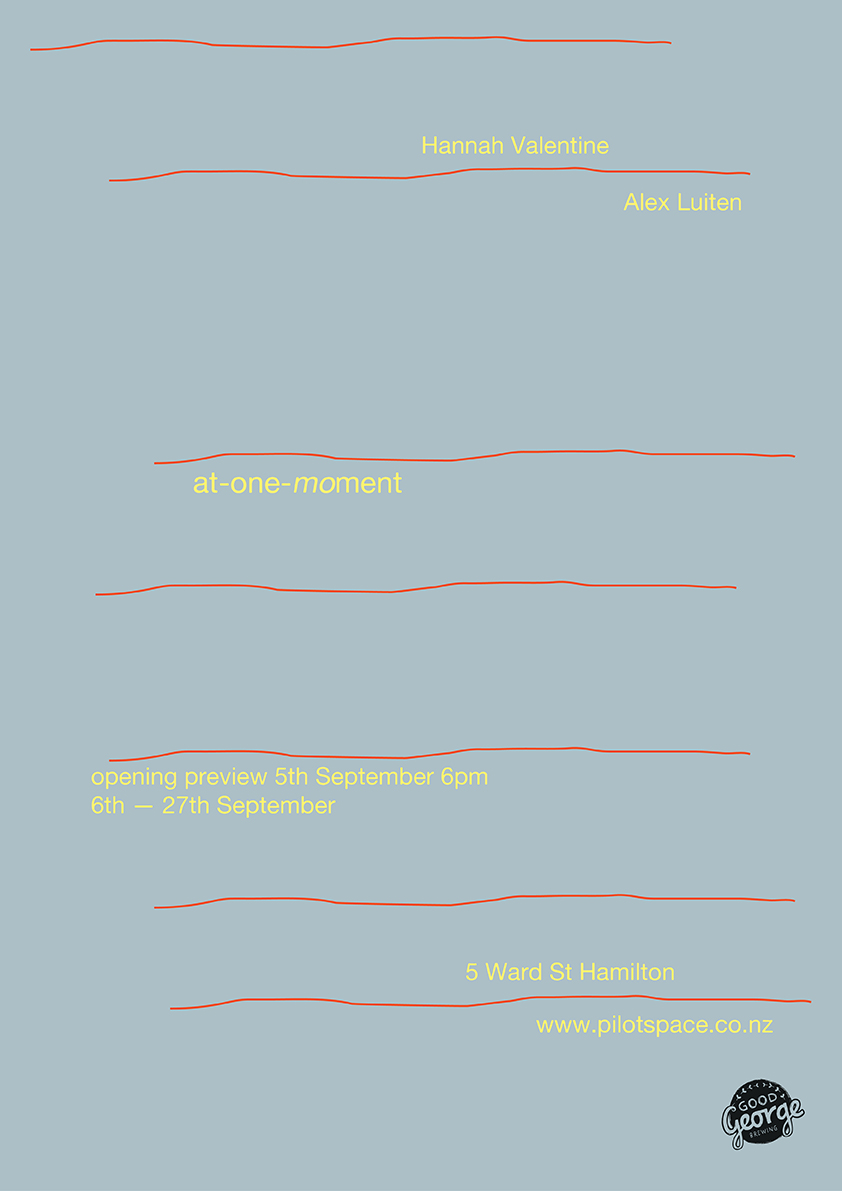 Hannah Valentine
Alex Luiten
at-one-moment
opening preview 5th September 6pm
6th — 27th September
5 Ward St Hamilton
www.pilotspace.co.nz
GOOD
George
BREWING